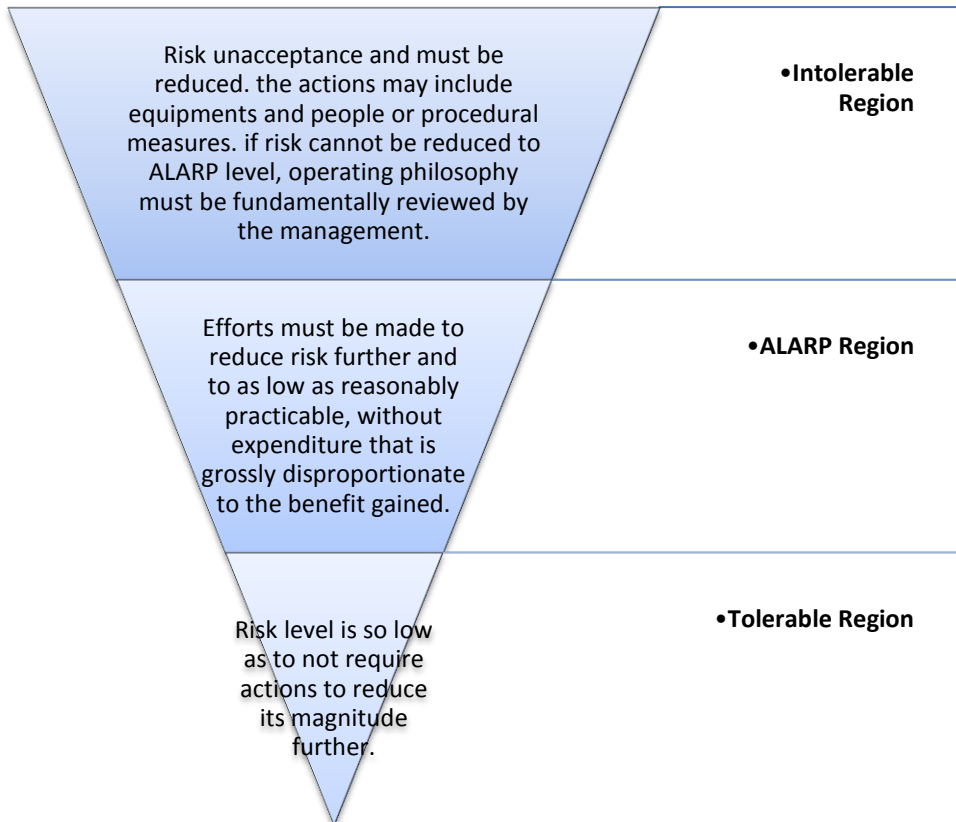 Risk unacceptance and must be
reduced. the actions may include
equipments and people or procedural
measures. if risk cannot be reduced to
ALARP level, operating philosophy
must be fundamentally reviewed by
the management.
•Intolerable
Region
Efforts must be made to
reduce risk further and
to as low as reasonably
practicable, without
expenditure that is
grossly disproportionate
to the benefit gained.
•ALARP Region
Risk level is so low
as to not require
actions to reduce
its magnitude
further.
•Tolerable Region